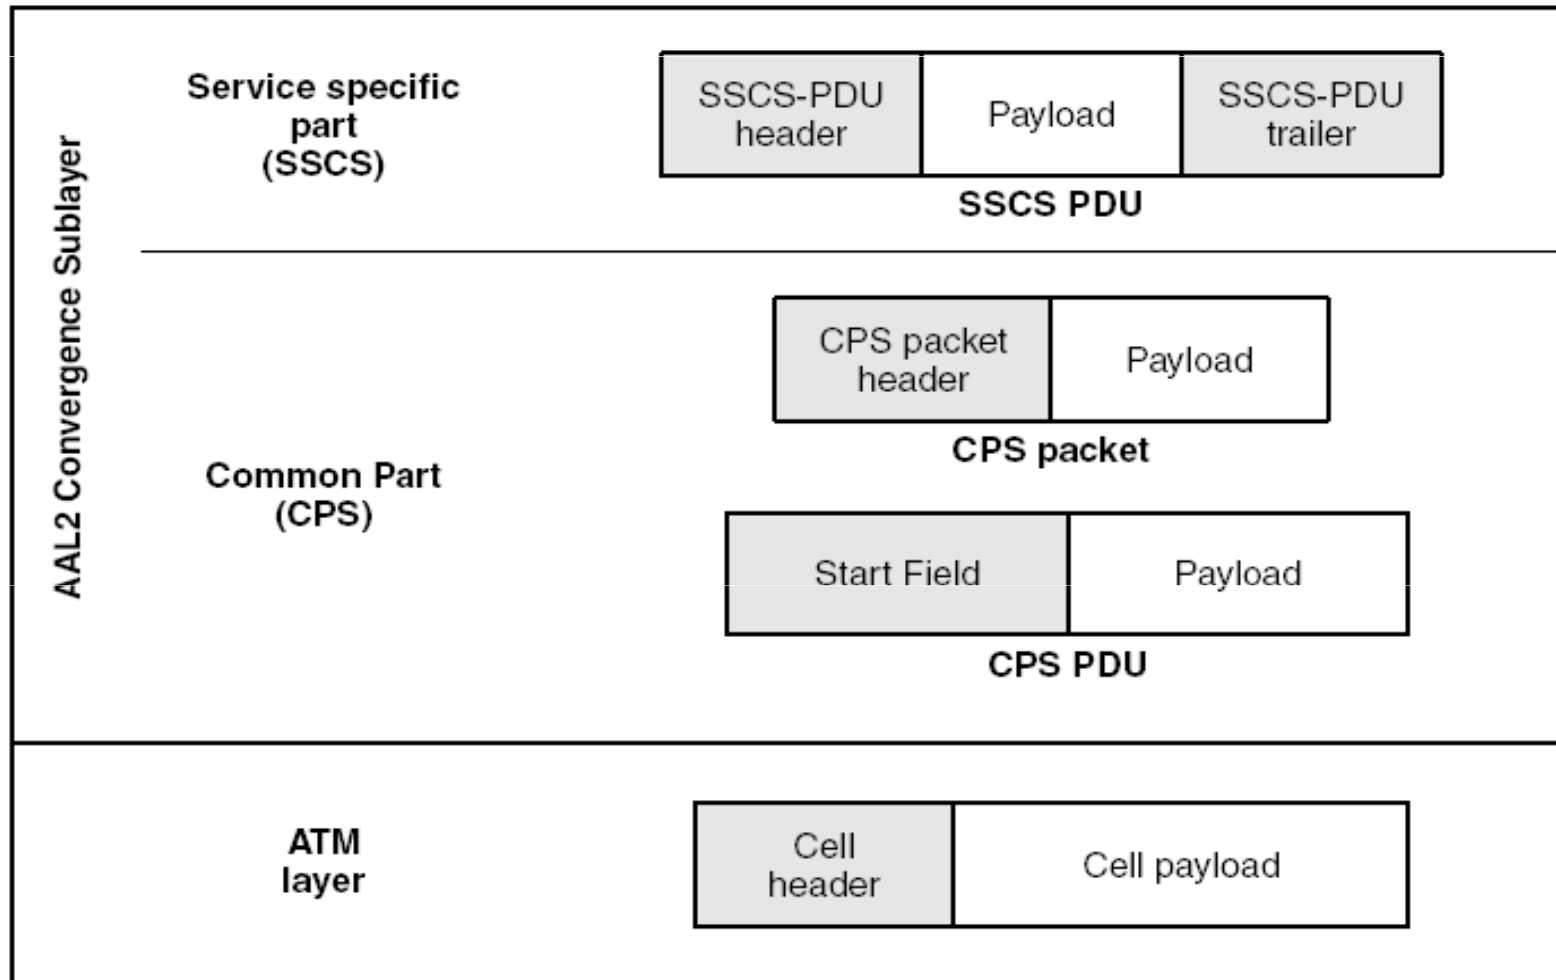 AAL2 Convergence Sublayer
Service specific
part
(SSCS)
SSCS-PDU
header
Payload
SSCS-PDU
trailer
SSCS PDU
Common Part
(CPS)
CPS packet
header
Payload
CPS packet
Start Field
Payload
CPS PDU
ATM
layer
Cell
header
Cell payload